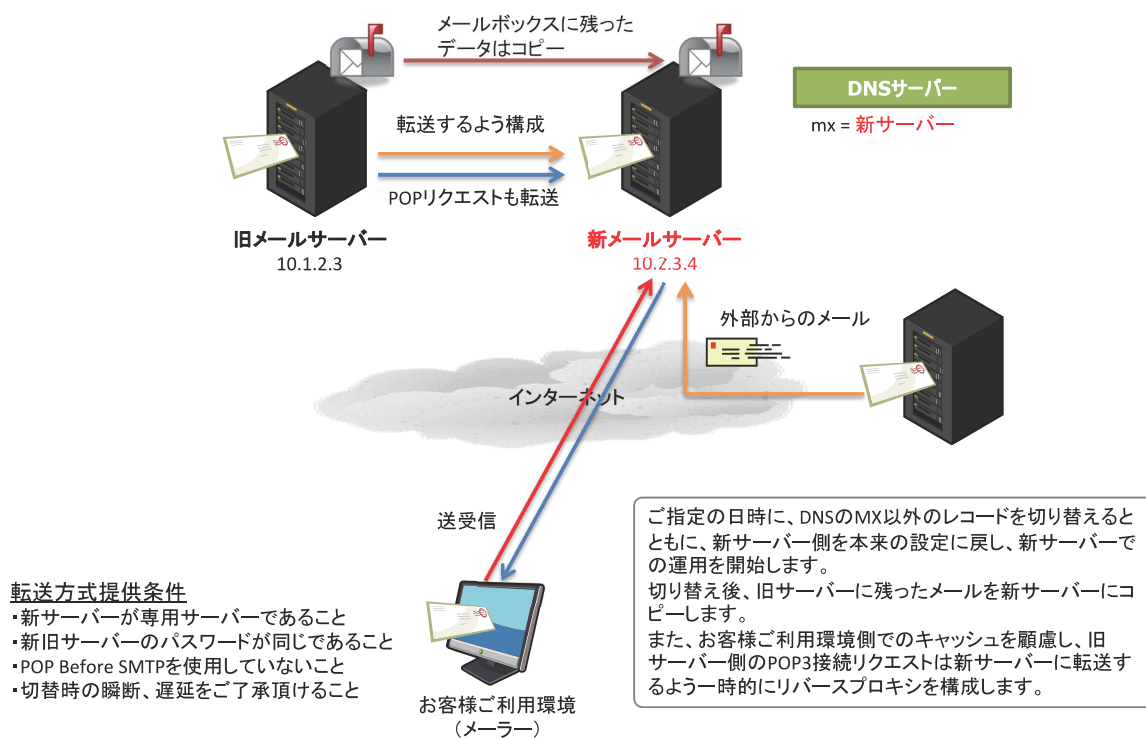 メールボックスに残った
データはコピー
DNSサーバー
mx = 新サーバー
転送するよう構成
POPリクエストも転送
旧メールサーバー
10.1.2.3
新メールサーバー
10.2.3.4
外部からのメール
インターネット
送受信
お客様ご利用環境
（メーラー）
転送方式提供条件
・新サーバーが専用サーバーであること
・新旧サーバーのパスワードが同じであること
・POP Before SMTPを使用していないこと
・切替時の瞬断、遅延をご了承頂けること
ご指定の日時に、DNSのMX以外のレコードを切り替えると
ともに、新サーバー側を本来の設定に戻し、新サーバーで
の運用を開始します。
切り替え後、旧サーバーに残ったメールを新サーバーにコ
ピーします。
また、お客様ご利用環境側でのキャッシュを顧慮し、旧
サーバー側のPOP3接続リクエストは新サーバーに転送す
るよう一時的にリバースプロキシを構成します。